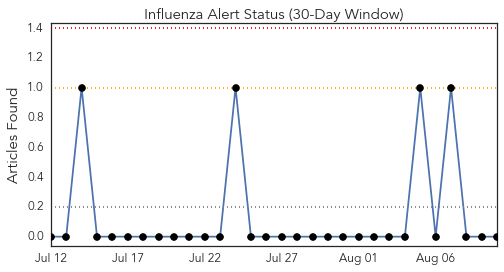 Influenza Alert Status (30-Day Window)
Articles Found
1.4
1.2
1.0
0.8
0.6
0.4
0.2
0.0
Jul 12
Jul 17
Jul 22
Jul 27
Aug 01
Aug 06